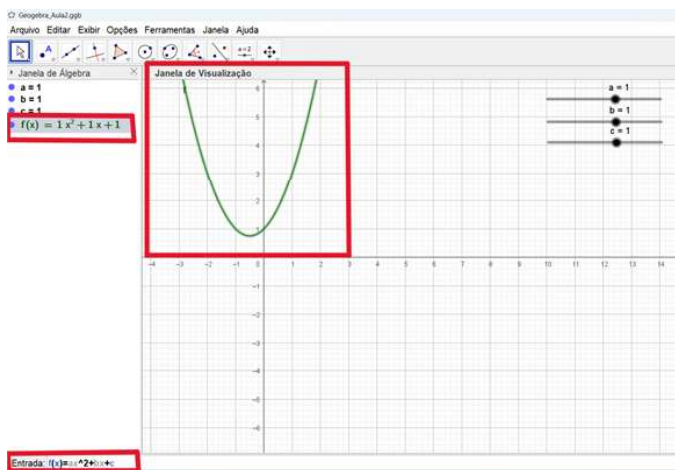 Geogebra_Aula2.ggb
Arquivo Editar Exibir Opções Ferramentas Janela Ajuda
A a=2
Janela de Álgebra Janela de Visualização
a = 1
b = 1
c = 1
f(x) = 1 x² + 1 x + 1
a = 1
b = 1
c = 1
6
5
4
3
2
1
-4 -3 -2 -1 0 1 2 3 4 5 6 7 8 9 10 11 12 13 14
-1
-2
-3
-4
-5
-6
Entrada: f(x)=ax^2+bx+c